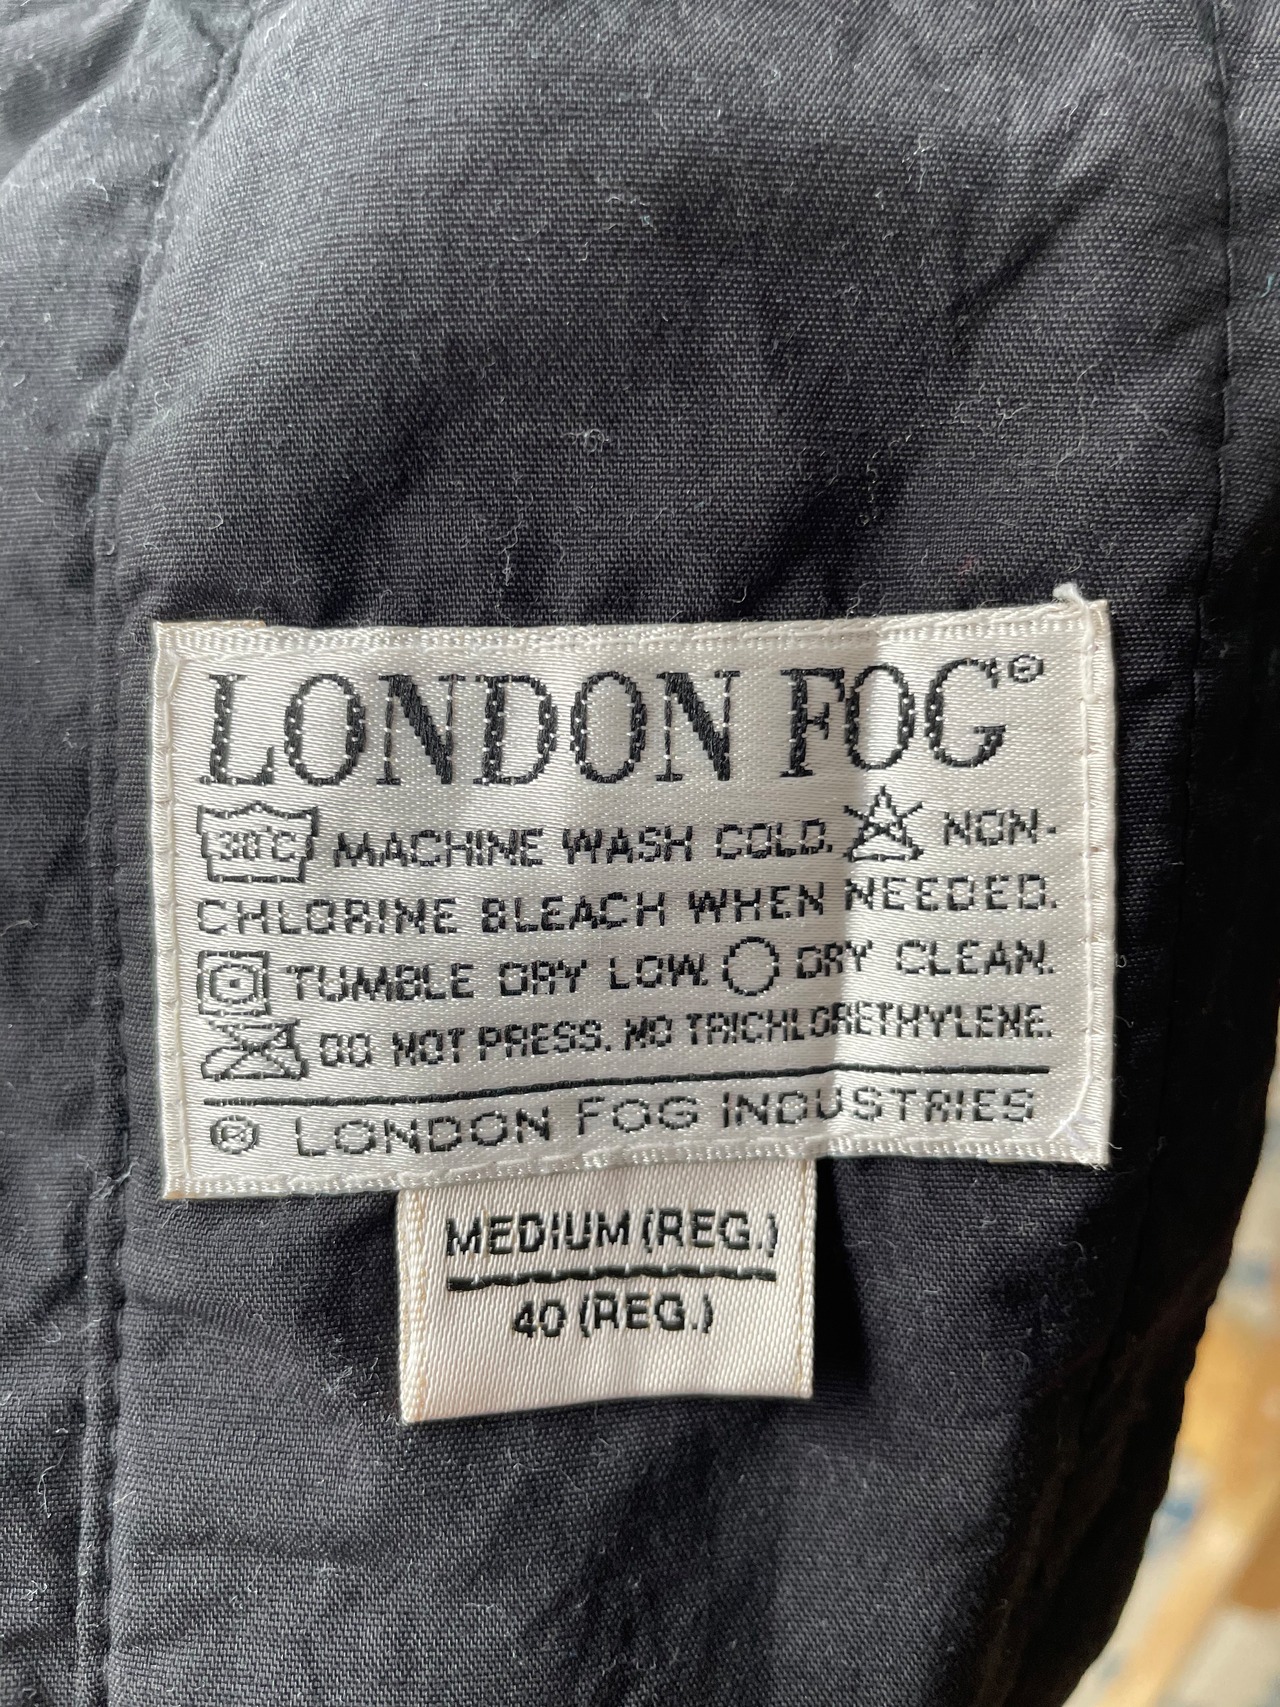 LONDON FOG®
30°C MACHINE WASH COLD. NON-
CHLORINE BLEACH WHEN NEEDED.
TUMBLE DRY LOW. DRY CLEAN.
DO NOT PRESS. NO TRICHLORETHYLENE.
® LONDON FOG INDUSTRIES
MEDIUM (REG.)
40 (REG.)